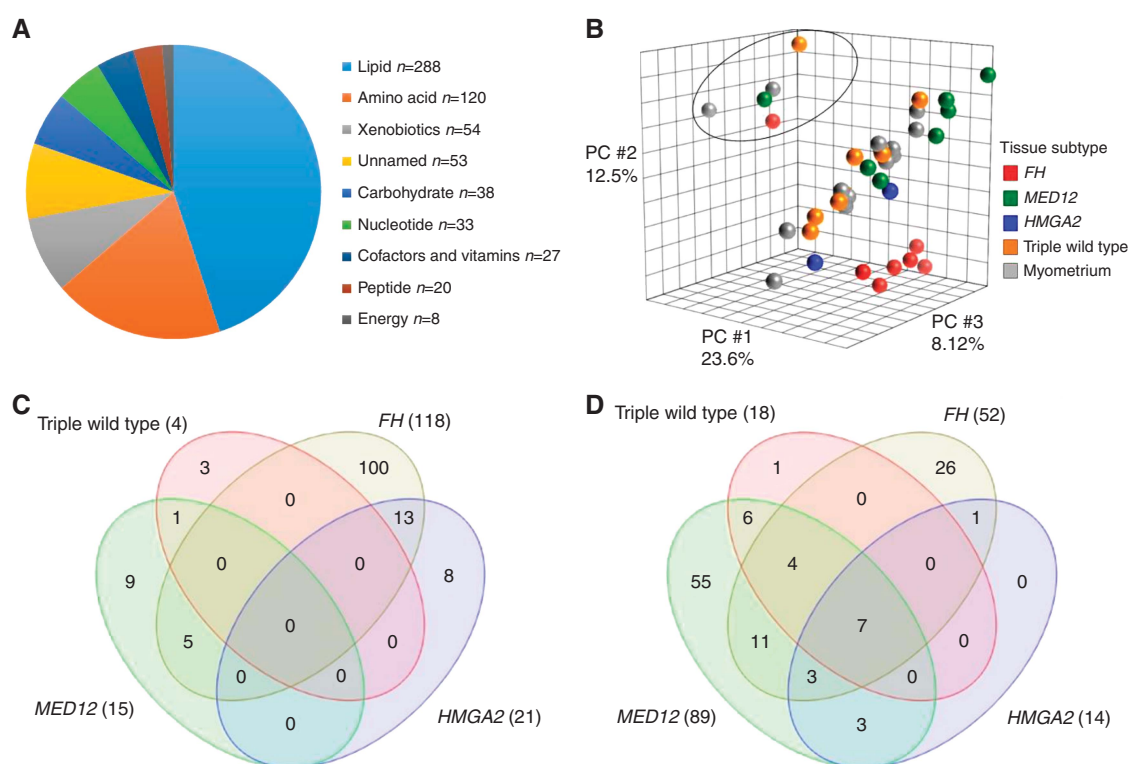 A
Lipid n=288
Amino acid n=120
Xenobiotics n=54
Unnamed n=53
Carbohydrate n=38
Nucleotide n=33
Cofactors and vitamins n=27
Peptide n=20
Energy n=8
B
PC #2
12.5%
PC #1
23.6%
PC #3
8.12%
Tissue subtype
FH
MED12
HMGA2
Triple wild type
Myometrium
C
Triple wild type (4)
FH (118)
3
100
0
1
13
0
0
9
8
0
5
0
0
0
0
MED12 (15)
HMGA2 (21)
D
Triple wild type (18)
FH (52)
1
26
0
6
1
4
0
55
0
7
11
0
3
0
3
MED12 (89)
HMGA2 (14)